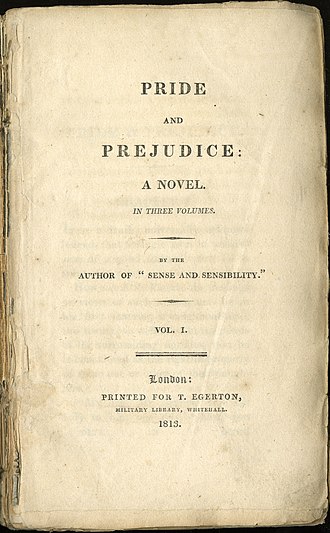 PRIDE
AND
PREJUDICE:
A NOVEL.
IN THREE VOLUMES.
BY THE
AUTHOR OF “ SENSE AND SENSIBILITY.”
VOL. I.
London:
PRINTED FOR T. EGERTON,
MILITARY LIBRARY, WHITEHALL.
1813.